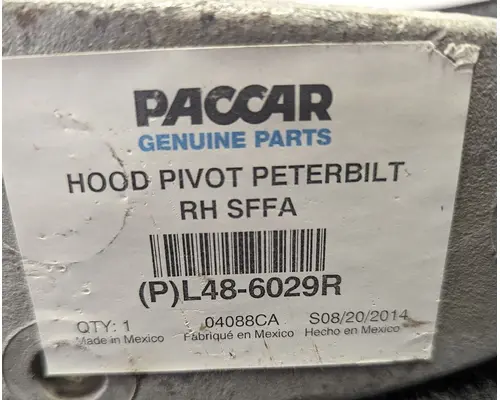 PACCAR
GENUINE PARTS
HOOD PIVOT PETERBILT
RH SFFA
(P)L48-6029R
QTY: 1 04088CA S08/20/2014
Made in Mexico Fabriqué en Mexico Hecho en Mexico